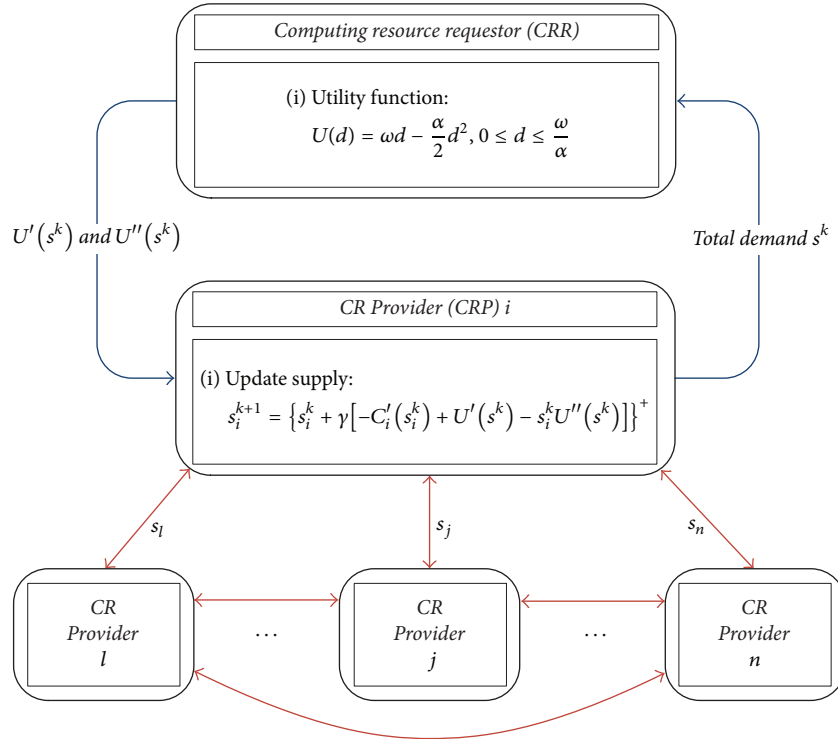 Computing resource requestor (CRR)
(i) Utility function:
U(d) = ωd − α/2 d², 0 ≤ d ≤ ω/α
U′(s^k) and U′′(s^k)
Total demand s^k
CR Provider (CRP) i
(i) Update supply:
s_i^{k+1} = {s_i^k + γ[−C_i′(s_i^k) + U′(s^k) − s_i^k U′′(s^k)]}^+
s_l
s_j
s_n
CR
Provider
l
...
CR
Provider
j
...
CR
Provider
n